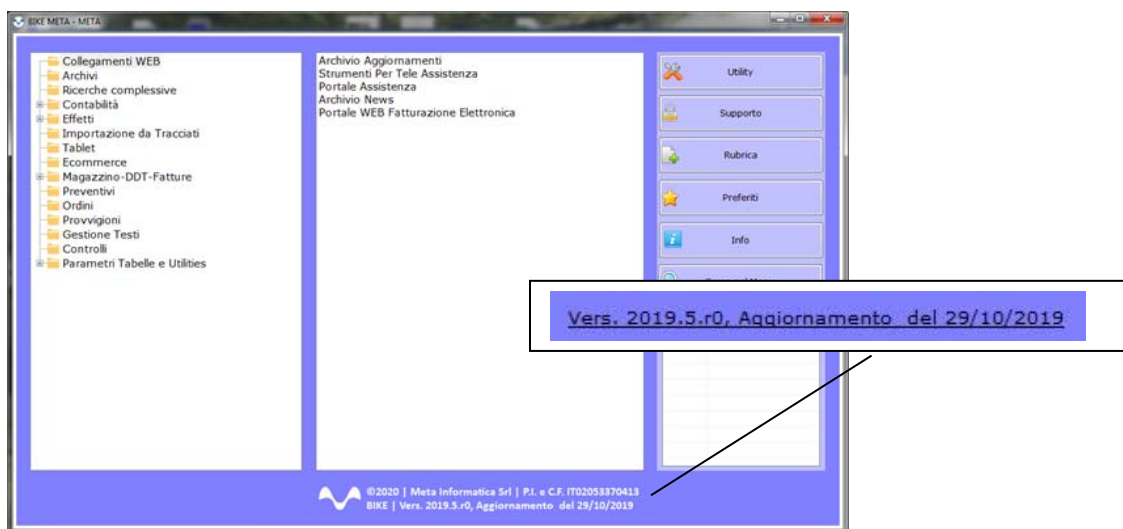 BIKE META - META
Collegamenti WEB
Archivi
Ricerche complessive
Contabilità
Effetti
Importazione da Tracciati
Tablet
Ecommerce
Magazzino-DDT-Fatture
Preventivi
Ordini
Provvigioni
Gestione Testi
Controlli
Parametri Tabelle e Utilities
Archivio Aggiornamenti
Strumenti Per Tele Assistenza
Portale Assistenza
Archivio News
Portale WEB Fatturazione Elettronica
Utility
Supporto
Rubrica
Preferiti
Info
Vers. 2019.5.r0, Aggiornamento del 29/10/2019
©2020 | Meta Informatica Srl | P.I. e C.F. IT02053370413
BIKE | Vers. 2019.5.r0, Aggiornamento del 29/10/2019